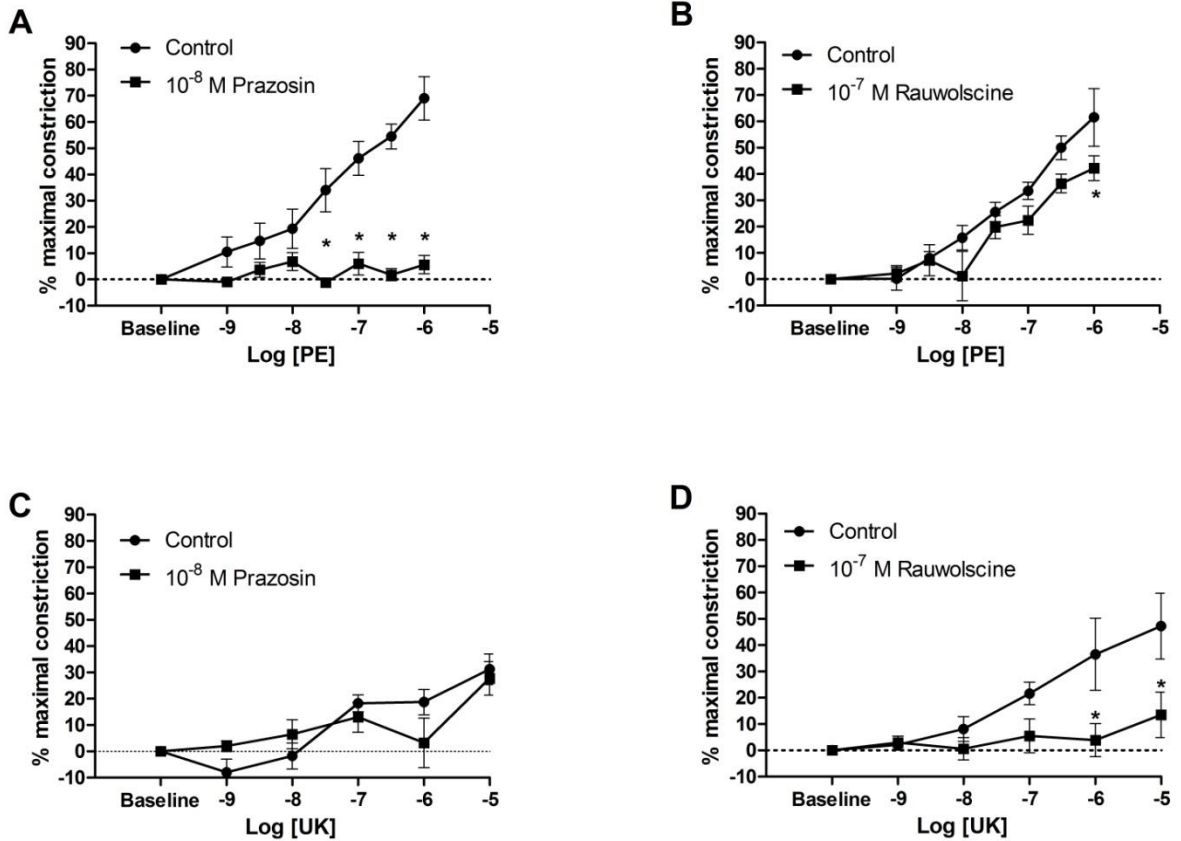 A
90
80
70
60
50
40
30
20
10
0
-10
% maximal constriction
Control
10⁻⁸ M Prazosin
* * * *
Baseline -9 -8 -7 -6 -5
Log [PE]
B
90
80
70
60
50
40
30
20
10
0
-10
% maximal constriction
Control
10⁻⁷ M Rauwolscine
*
Baseline -9 -8 -7 -6 -5
Log [PE]
C
90
80
70
60
50
40
30
20
10
0
-10
% maximal constriction
Control
10⁻⁸ M Prazosin
Baseline -9 -8 -7 -6 -5
Log [UK]
D
90
80
70
60
50
40
30
20
10
0
-10
% maximal constriction
Control
10⁻⁷ M Rauwolscine
* *
Baseline -9 -8 -7 -6 -5
Log [UK]